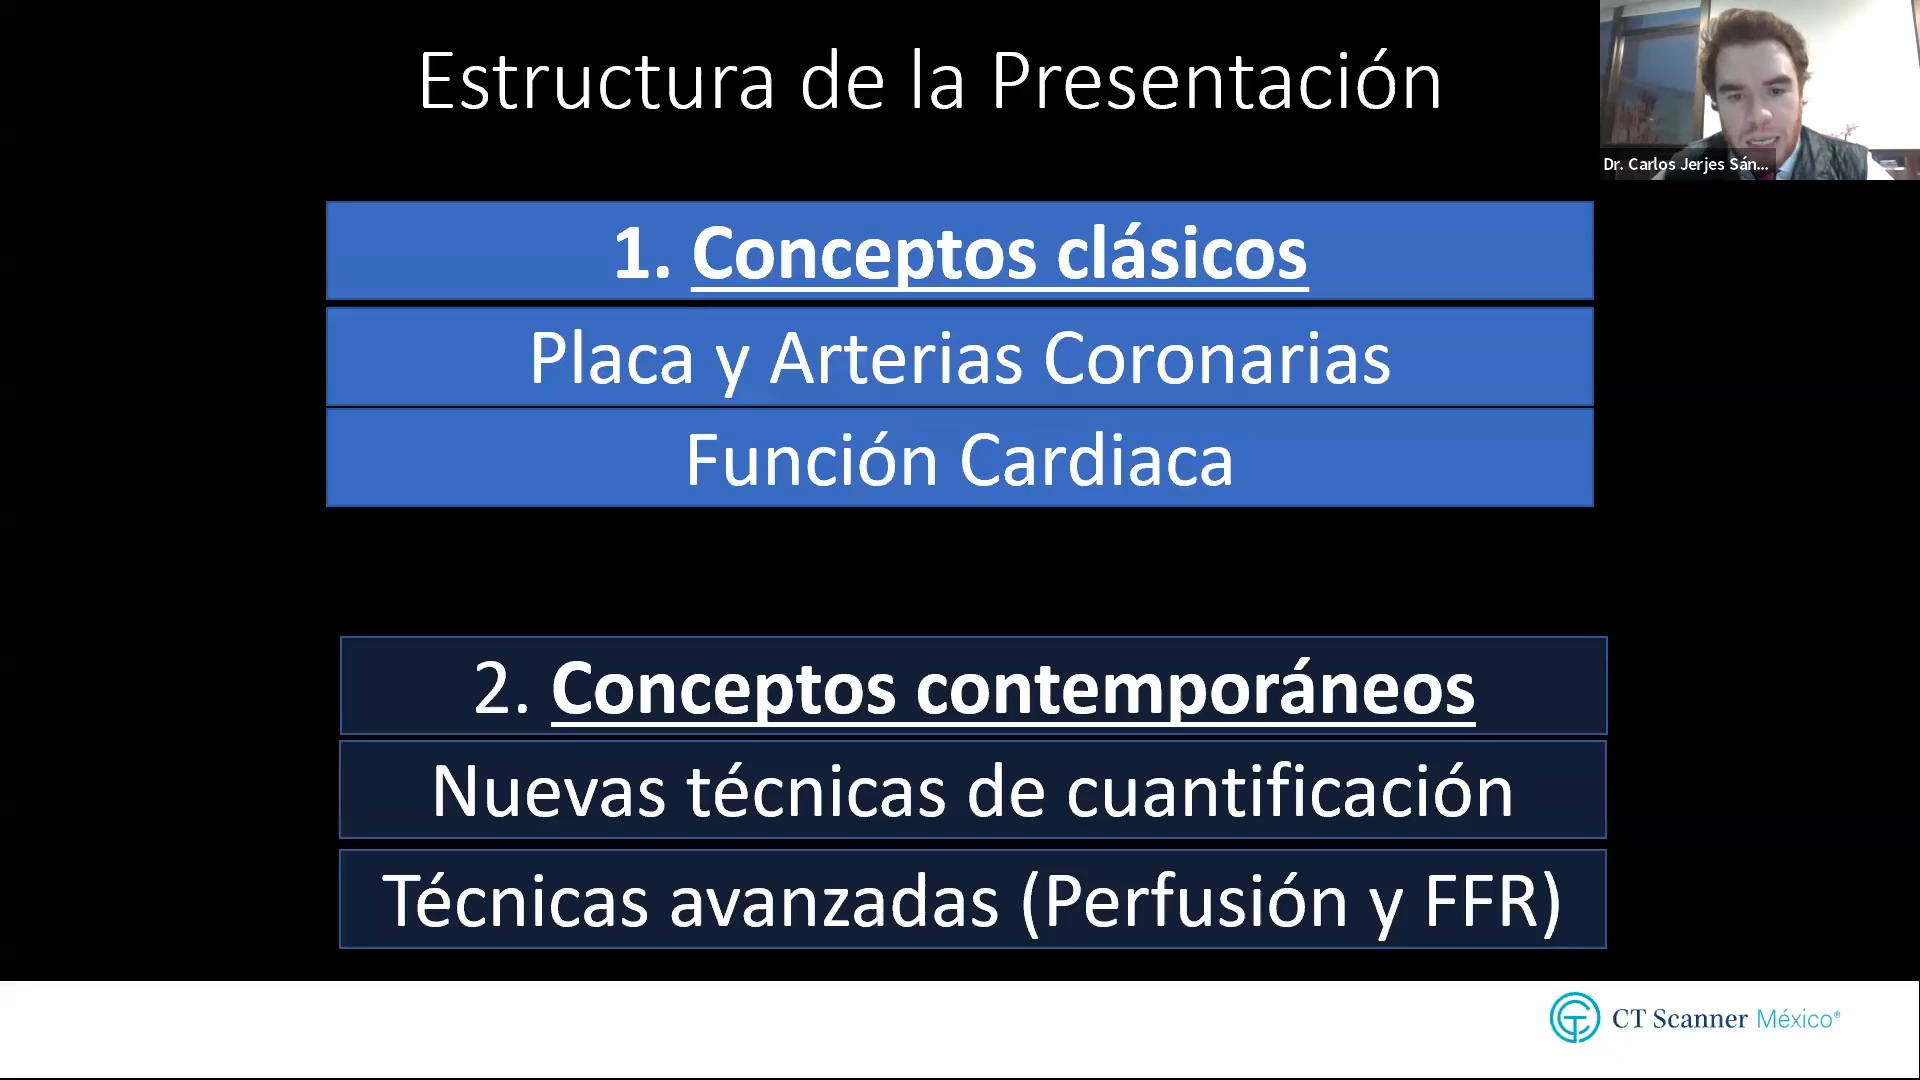 Estructura de la Presentación
Dr. Carlos Jerjes Sán...
1. Conceptos clásicos
Placa y Arterias Coronarias
Función Cardiaca
2. Conceptos contemporáneos
Nuevas técnicas de cuantificación
Técnicas avanzadas (Perfusión y FFR)
CT Scanner México®